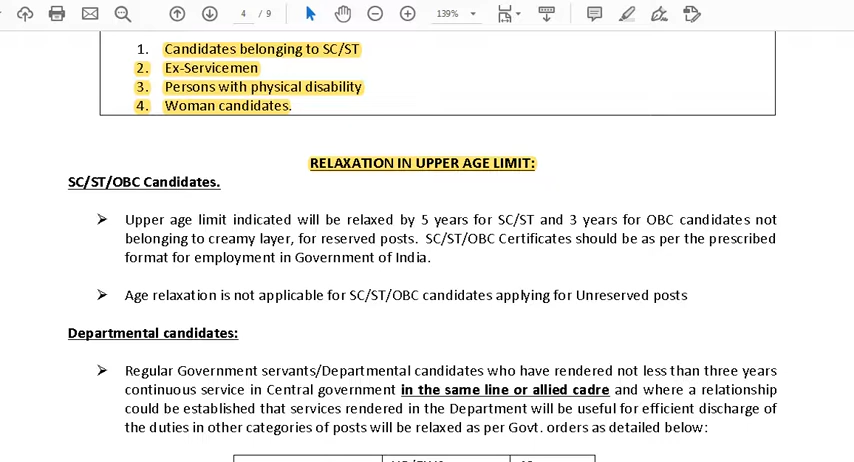 4 / 9
139%
1. Candidates belonging to SC/ST
2. Ex-Servicemen
3. Persons with physical disability
4. Woman candidates.
RELAXATION IN UPPER AGE LIMIT:
SC/ST/OBC Candidates.
➢ Upper age limit indicated will be relaxed by 5 years for SC/ST and 3 years for OBC candidates not
belonging to creamy layer, for reserved posts. SC/ST/OBC Certificates should be as per the prescribed
format for employment in Government of India.
➢ Age relaxation is not applicable for SC/ST/OBC candidates applying for Unreserved posts
Departmental candidates:
➢ Regular Government servants/Departmental candidates who have rendered not less than three years
continuous service in Central government in the same line or allied cadre and where a relationship
could be established that services rendered in the Department will be useful for efficient discharge of
the duties in other categories of posts will be relaxed as per Govt. orders as detailed below: